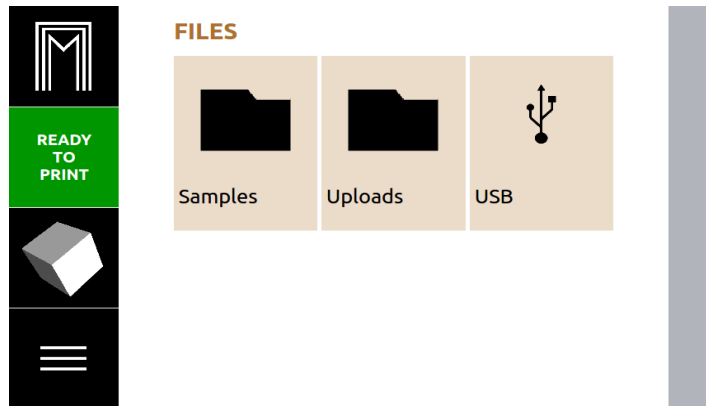 FILES
READY
TO
PRINT
Samples
Uploads
USB